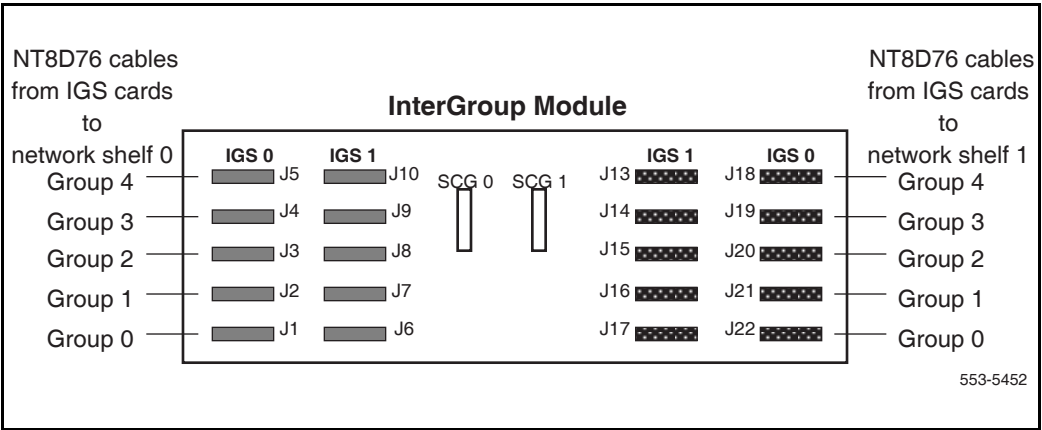 NT8D76 cables
from IGS cards
to
network shelf 0
NT8D76 cables
from IGS cards
to
network shelf 1
InterGroup Module
IGS 0 IGS 1 IGS 1 IGS 0
Group 4 J5 J10 SCG 0 SCG 1 J13 J18 Group 4
Group 3 J4 J9 J14 J19 Group 3
Group 2 J3 J8 J15 J20 Group 2
Group 1 J2 J7 J16 J21 Group 1
Group 0 J1 J6 J17 J22 Group 0
553-5452